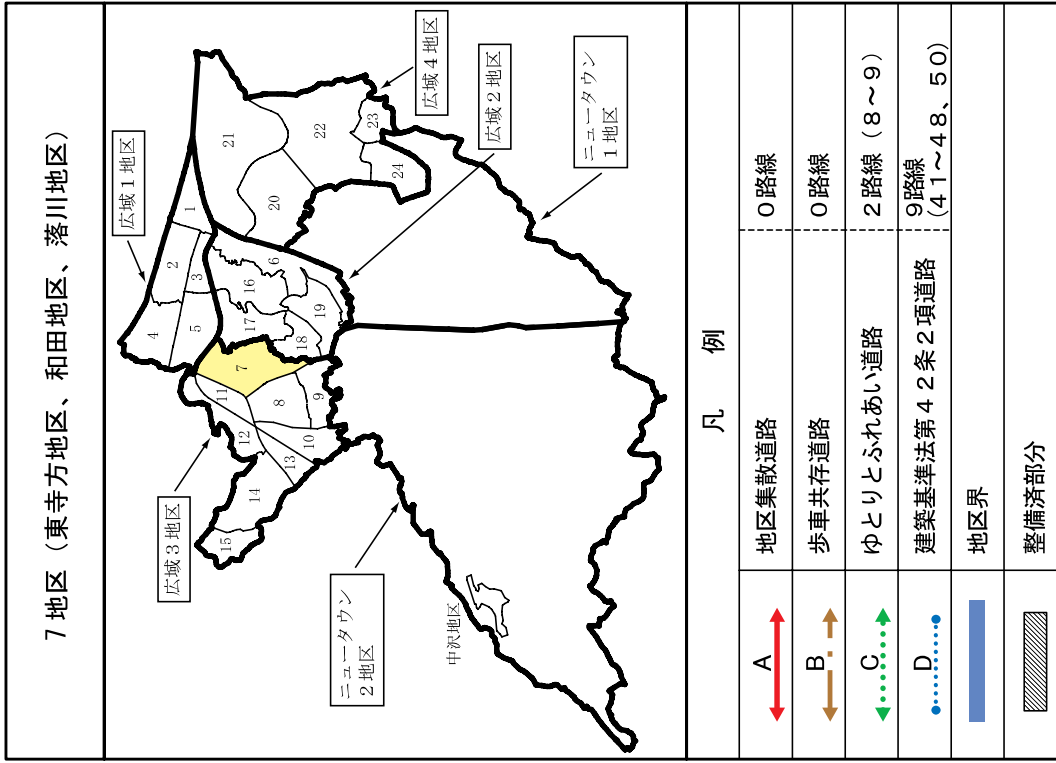 7地区（東寺方地区、和田地区、落川地区）
広域1地区
広域3地区
広域4地区
広域2地区
ニュータウン
1地区
ニュータウン
2地区
中沢地区
1
2
3
4
5
6
7
8
9
10
11
12
13
14
15
16
17
18
19
20
21
22
23
24
凡 例
A 地区集散道路 0路線
B 歩車共存道路 0路線
C ゆとりとふれあい道路 2路線（8～9）
D 建築基準法第42条2項道路 9路線
(41～48、50)
地区界
整備済部分